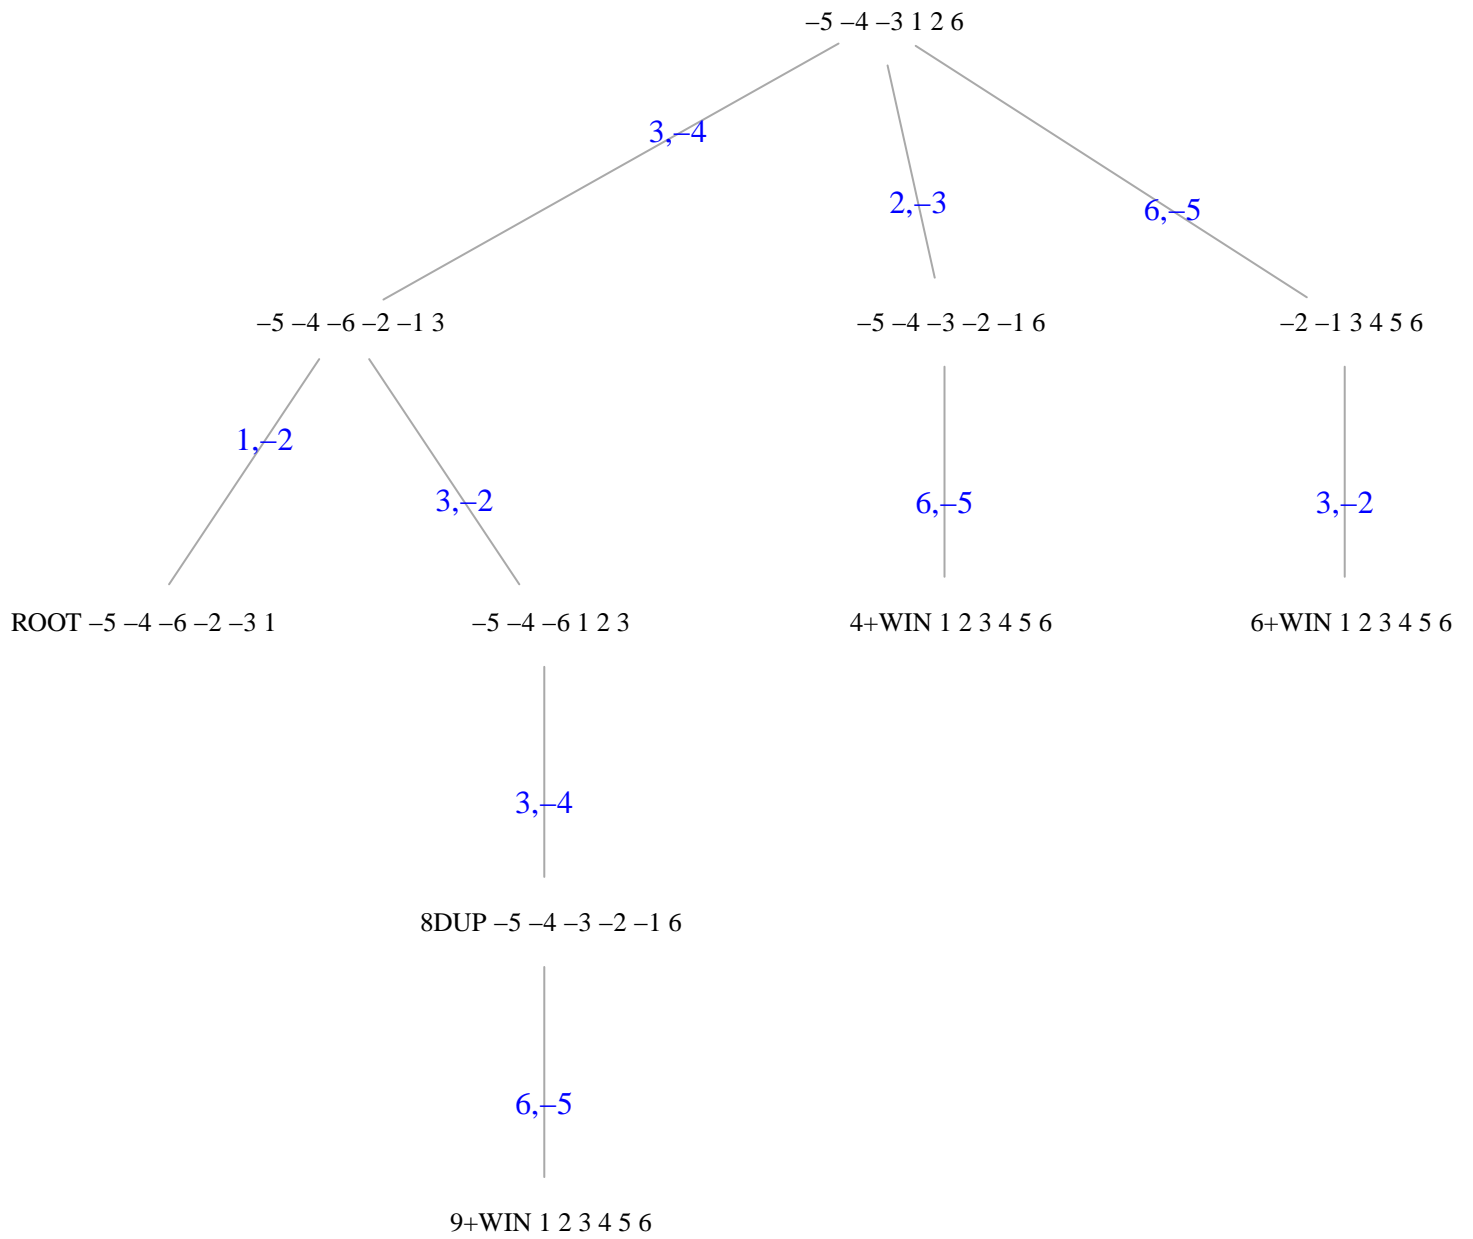 –5 –4 –3 1 2 6
3,–4
2,–3
6,–5
–5 –4 –6 –2 –1 3
–5 –4 –3 –2 –1 6
–2 –1 3 4 5 6
1,–2
3,–2
6,–5
3,–2
ROOT –5 –4 –6 –2 –3 1
–5 –4 –6 1 2 3
4+WIN 1 2 3 4 5 6
6+WIN 1 2 3 4 5 6
3,–4
8DUP –5 –4 –3 –2 –1 6
6,–5
9+WIN 1 2 3 4 5 6